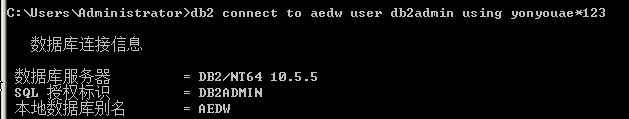 C:\Users\Administrator>db2 connect to aedw user db2admin using yonyouae*123
数据库连接信息
数据库服务器 = DB2/NT64 10.5.5
SQL 授权标识 = DB2ADMIN
本地数据库别名 = AEDW